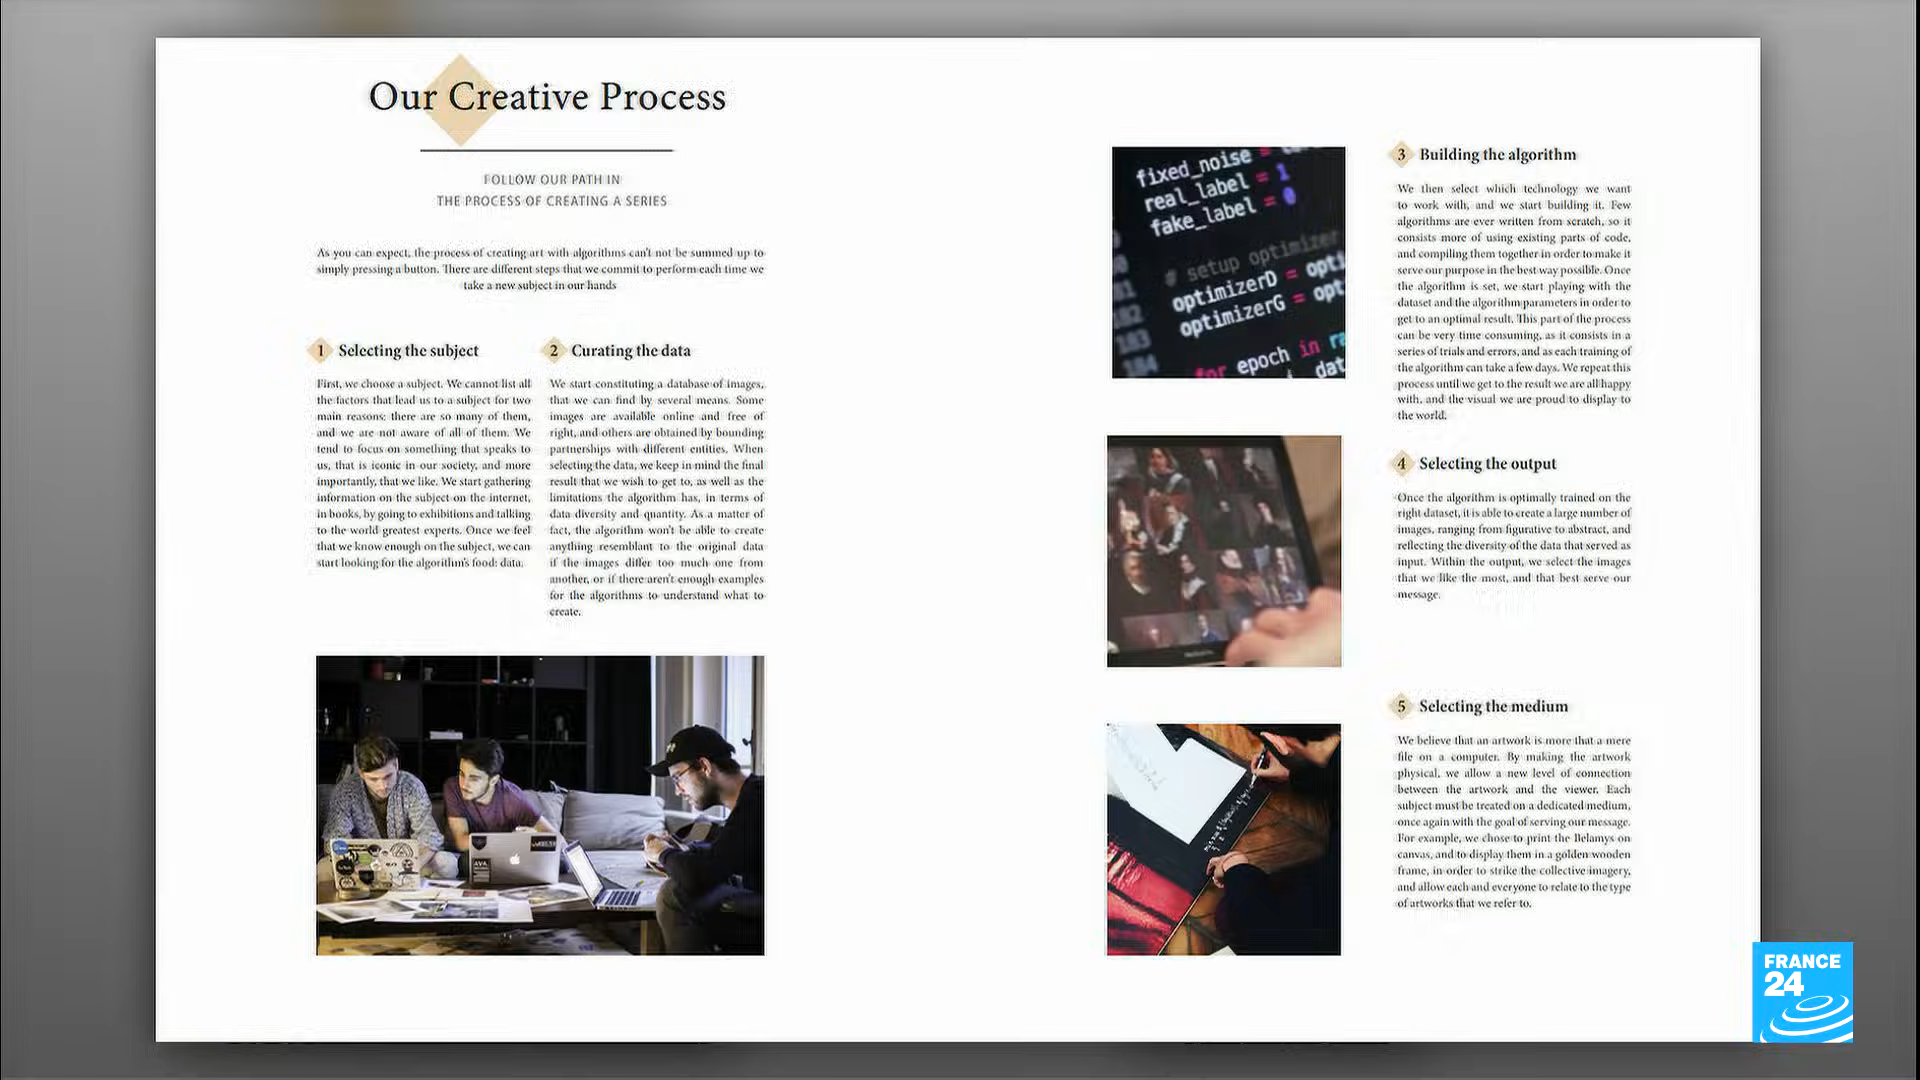 Our Creative Process
FOLLOW OUR PATH IN
THE PROCESS OF CREATING A SERIES
As you can expect, the process of creating art with algorithms can't not be summed up to
simply pressing a button. There are different steps that we commit to perform each time we
take a new subject in our hands
1 Selecting the subject
First, we choose a subject. We cannot list all
the factors that lead us to a subject for two
main reasons: there are so many of them,
and we are not aware of all of them. We
tend to focus on something that speaks to
us, that is iconic in our society, and more
importantly, that we like. We start gathering
information on the subject on the internet,
in books, by going to exhibitions and talking
to the world greatest experts. Once we feel
that we know enough on the subject, we can
start looking for the algorithm's food: data.
2 Curating the data
We start constituting a database of images,
that we can find by several means. Some
images are available online and free of
right, and others are obtained by bounding
partnerships with different entities. When
selecting the data, we keep in mind the final
result that we wish to get to, as well as the
limitations the algorithm has, in terms of
data diversity and quantity. As a matter of
fact, the algorithm won't be able to create
anything resemblant to the original data
if the images differ too much one from
another, or if there aren't enough examples
for the algorithms to understand what to
create.
fixed_noise =
real_label = 1
fake_label = 0
# setup optimizer
optimizerD = opti
optimizerG = opt
for epoch in ra
dat
3 Building the algorithm
We then select which technology we want
to work with, and we start building it. Few
algorithms are ever written from scratch, so it
consists more of using existing parts of code,
and compiling them together in order to make it
serve our purpose in the best way possible. Once
the algorithm is set, we start playing with the
dataset and the algorithm parameters in order to
get to an optimal result. This part of the process
can be very time consuming, as it consists in a
series of trials and errors, and as each training of
the algorithm can take a few days. We repeat this
process until we get to the result we are all happy
with, and the visual we are proud to display to
the world.
4 Selecting the output
Once the algorithm is optimally trained on the
right dataset, it is able to create a large number of
images, ranging from figurative to abstract, and
reflecting the diversity of the data that served as
input. Within the output, we select the images
that we like the most, and that best serve our
message.
5 Selecting the medium
We believe that an artwork is more that a mere
file on a computer. By making the artwork
physical, we allow a new level of connection
between the artwork and the viewer. Each
subject must be treated on a dedicated medium,
once again with the goal of serving our message.
For example, we chose to print the Belamys on
canvas, and to display them in a golden wooden
frame, in order to strike the collective imagery,
and allow each and everyone to relate to the type
of artworks that we refer to.
FRANCE
24